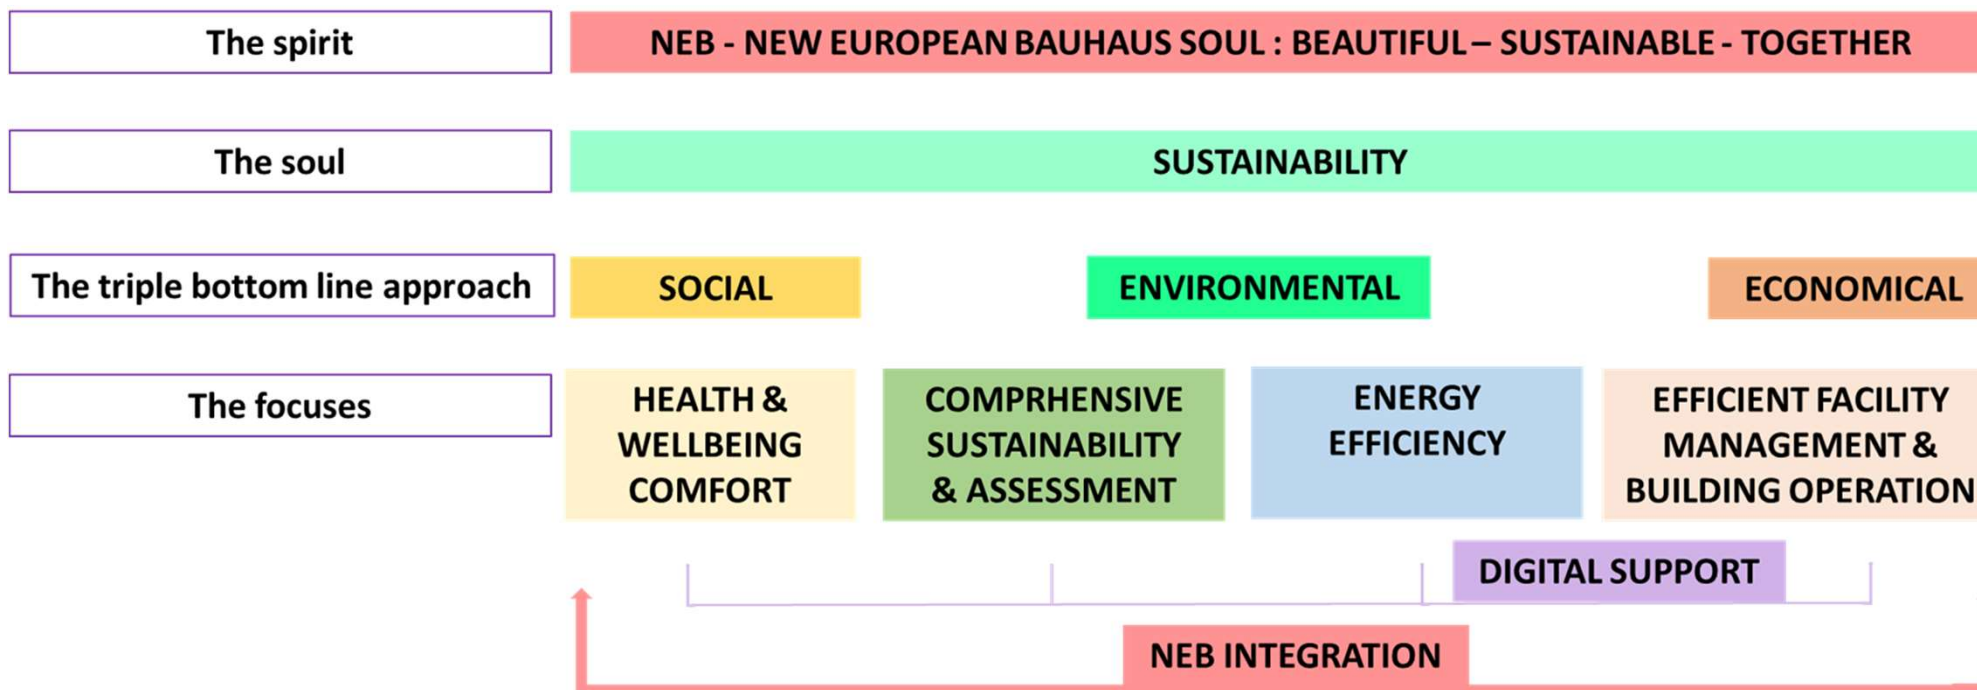 The spirit
NEB - NEW EUROPEAN BAUHAUS SOUL : BEAUTIFUL – SUSTAINABLE - TOGETHER
The soul
SUSTAINABILITY
The triple bottom line approach
SOCIAL
ENVIRONMENTAL
ECONOMICAL
The focuses
HEALTH &
WELLBEING
COMFORT
COMPRHENSIVE
SUSTAINABILITY
& ASSESSMENT
ENERGY
EFFICIENCY
EFFICIENT FACILITY
MANAGEMENT &
BUILDING OPERATION
DIGITAL SUPPORT
NEB INTEGRATION